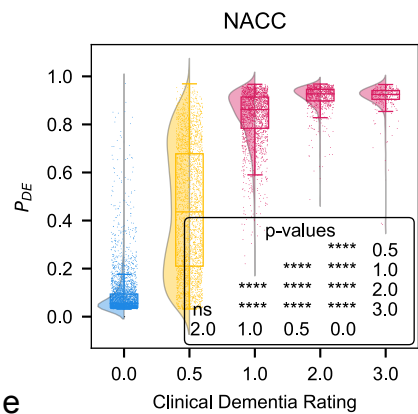 NACC
P_DE
1.0
0.8
0.6
0.4
0.2
0.0
p-values
**** 0.5
**** **** 1.0
**** **** **** 2.0
ns **** **** **** 3.0
2.0 1.0 0.5 0.0
0.0 0.5 1.0 2.0 3.0
Clinical Dementia Rating
e